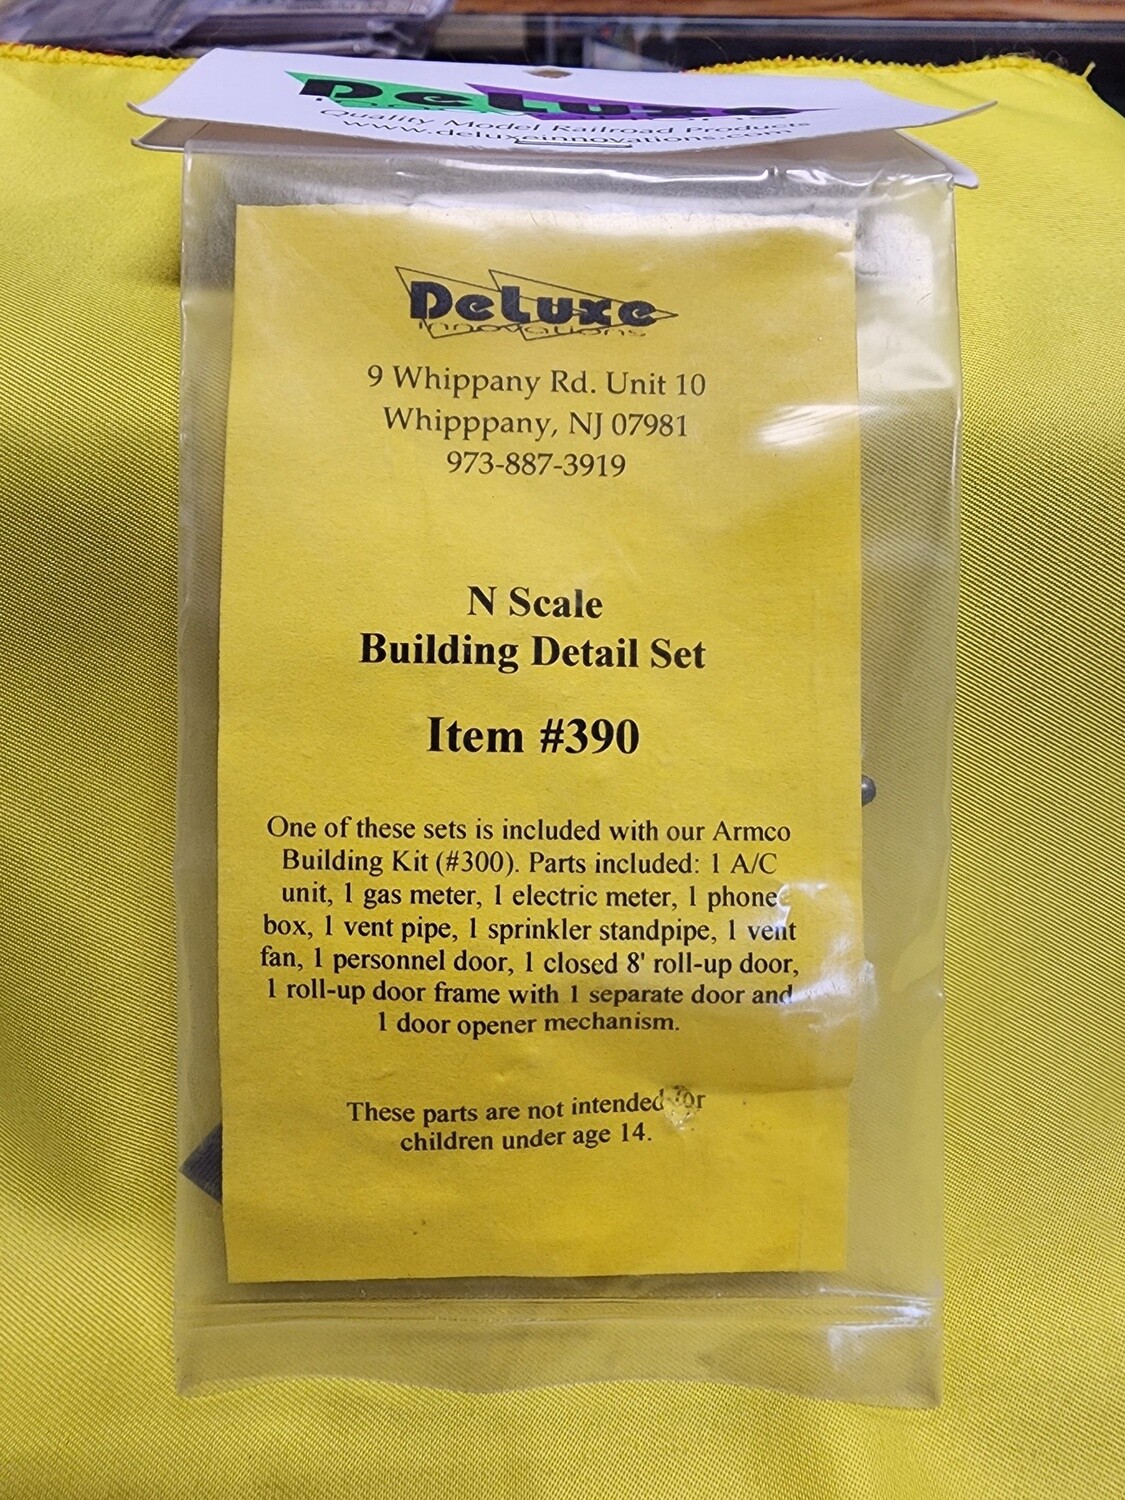 DeLuxe
Quality Model Railroad Products
www.deluxeinnovations.com
DeLuxe
innovations
9 Whippany Rd. Unit 10
Whipppany, NJ 07981
973-887-3919
N Scale
Building Detail Set
Item #390
One of these sets is included with our Armco
Building Kit (#300). Parts included: 1 A/C
unit, 1 gas meter, 1 electric meter, 1 phone
box, 1 vent pipe, 1 sprinkler standpipe, 1 vent
fan, 1 personnel door, 1 closed 8' roll-up door,
1 roll-up door frame with 1 separate door and
1 door opener mechanism.
These parts are not intended for
children under age 14.